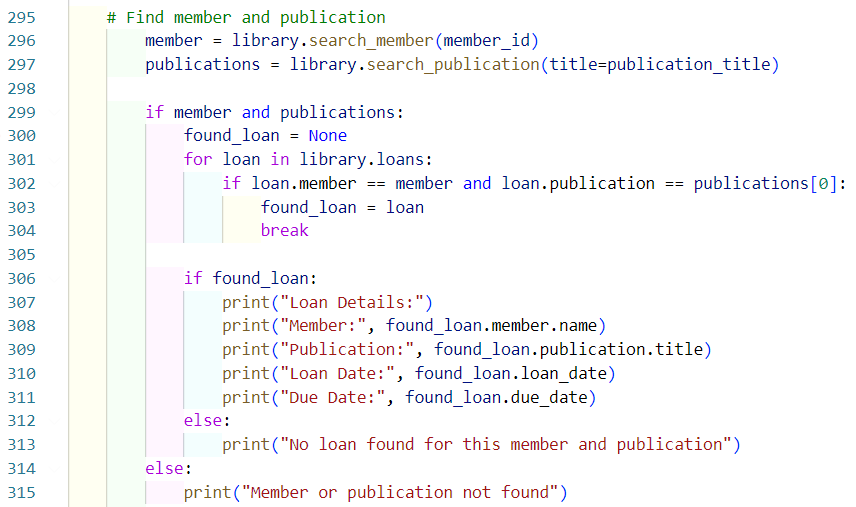 295     # Find member and publication
296         member = library.search_member(member_id)
297         publications = library.search_publication(title=publication_title)
298
299         if member and publications:
300             found_loan = None
301             for loan in library.loans:
302                 if loan.member == member and loan.publication == publications[0]:
303                     found_loan = loan
304                     break
305
306             if found_loan:
307                 print("Loan Details:")
308                 print("Member:", found_loan.member.name)
309                 print("Publication:", found_loan.publication.title)
310                 print("Loan Date:", found_loan.loan_date)
311                 print("Due Date:", found_loan.due_date)
312             else:
313                 print("No loan found for this member and publication")
314         else:
315             print("Member or publication not found")